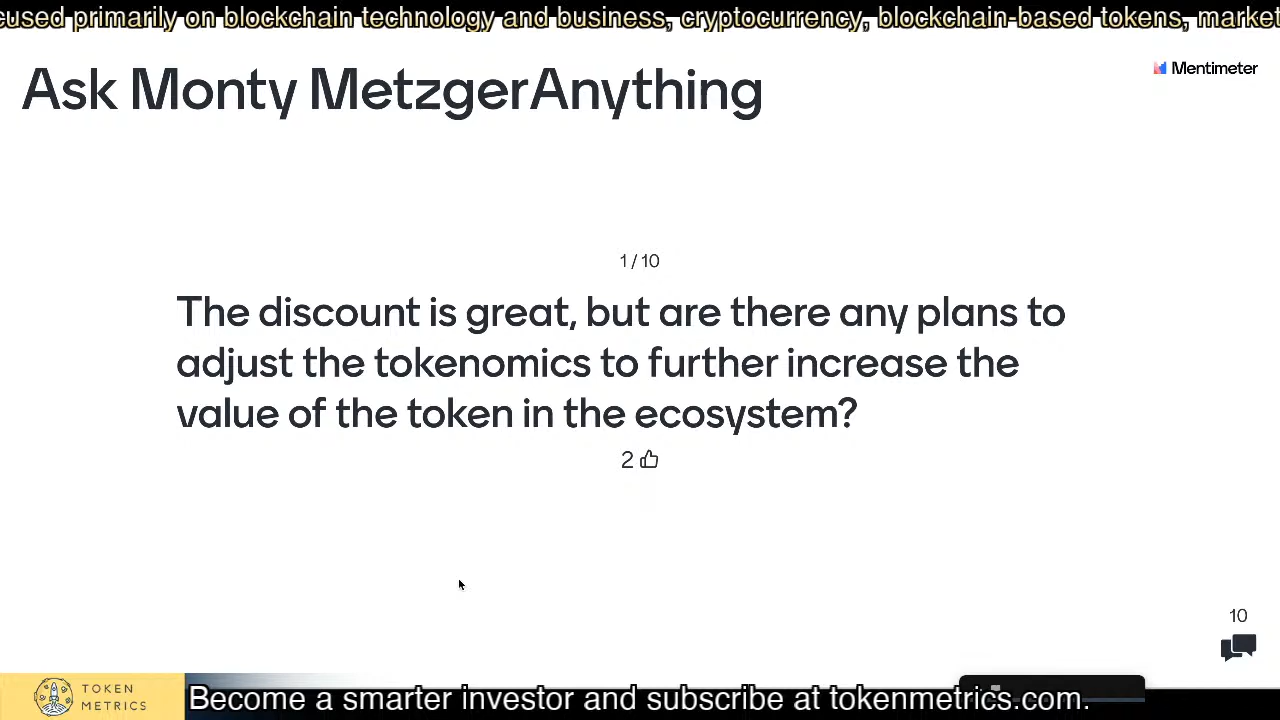 cused primarily on blockchain technology and business, cryptocurrency, blockchain-based tokens, market
Ask Monty MetzgerAnything
Mentimeter
1 / 10
The discount is great, but are there any plans to
adjust the tokenomics to further increase the
value of the token in the ecosystem?
2
10
TOKEN
METRICS
Become a smarter investor and subscribe at tokenmetrics.com.